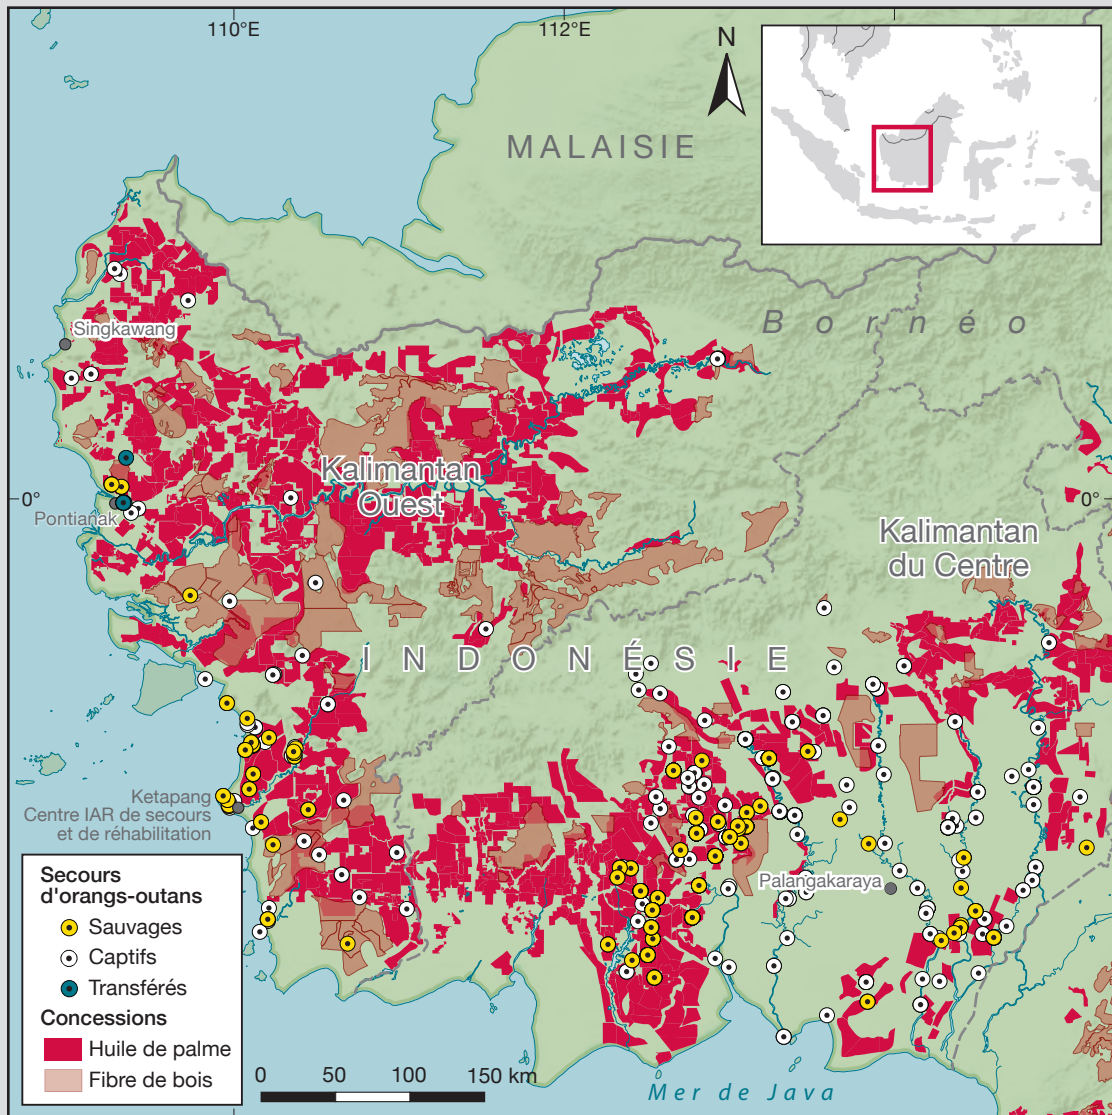 110°E
112°E
N
MALAISIE
Bornéo
Singkawang
Kalimantan
Ouest
0°
0°
Pontianak
Kalimantan
du Centre
INDONÉSIE
Ketapang
Centre IAR de secours
et de réhabilitation
Palangakaraya
Secours
d'orangs-outans
Sauvages
Captifs
Transférés
Concessions
Huile de palme
Fibre de bois
0 50 100 150 km
Mer de Java